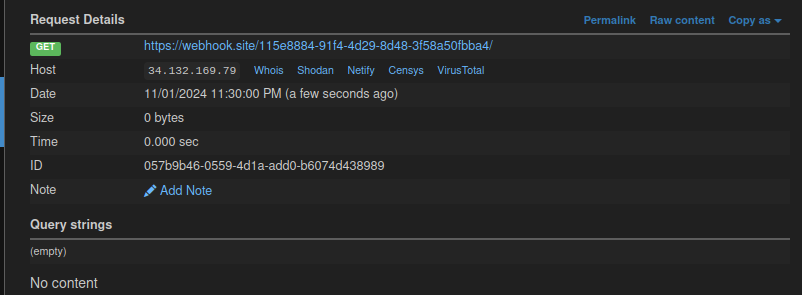 Request Details Permalink Raw content Copy as
GET https://webhook.site/115e8884-91f4-4d29-8d48-3f58a50fbba4/
Host 34.132.169.79 Whois Shodan Netify Censys VirusTotal
Date 11/01/2024 11:30:00 PM (a few seconds ago)
Size 0 bytes
Time 0.000 sec
ID 057b9b46-0559-4d1a-add0-b6074d438989
Note Add Note
Query strings
(empty)
No content